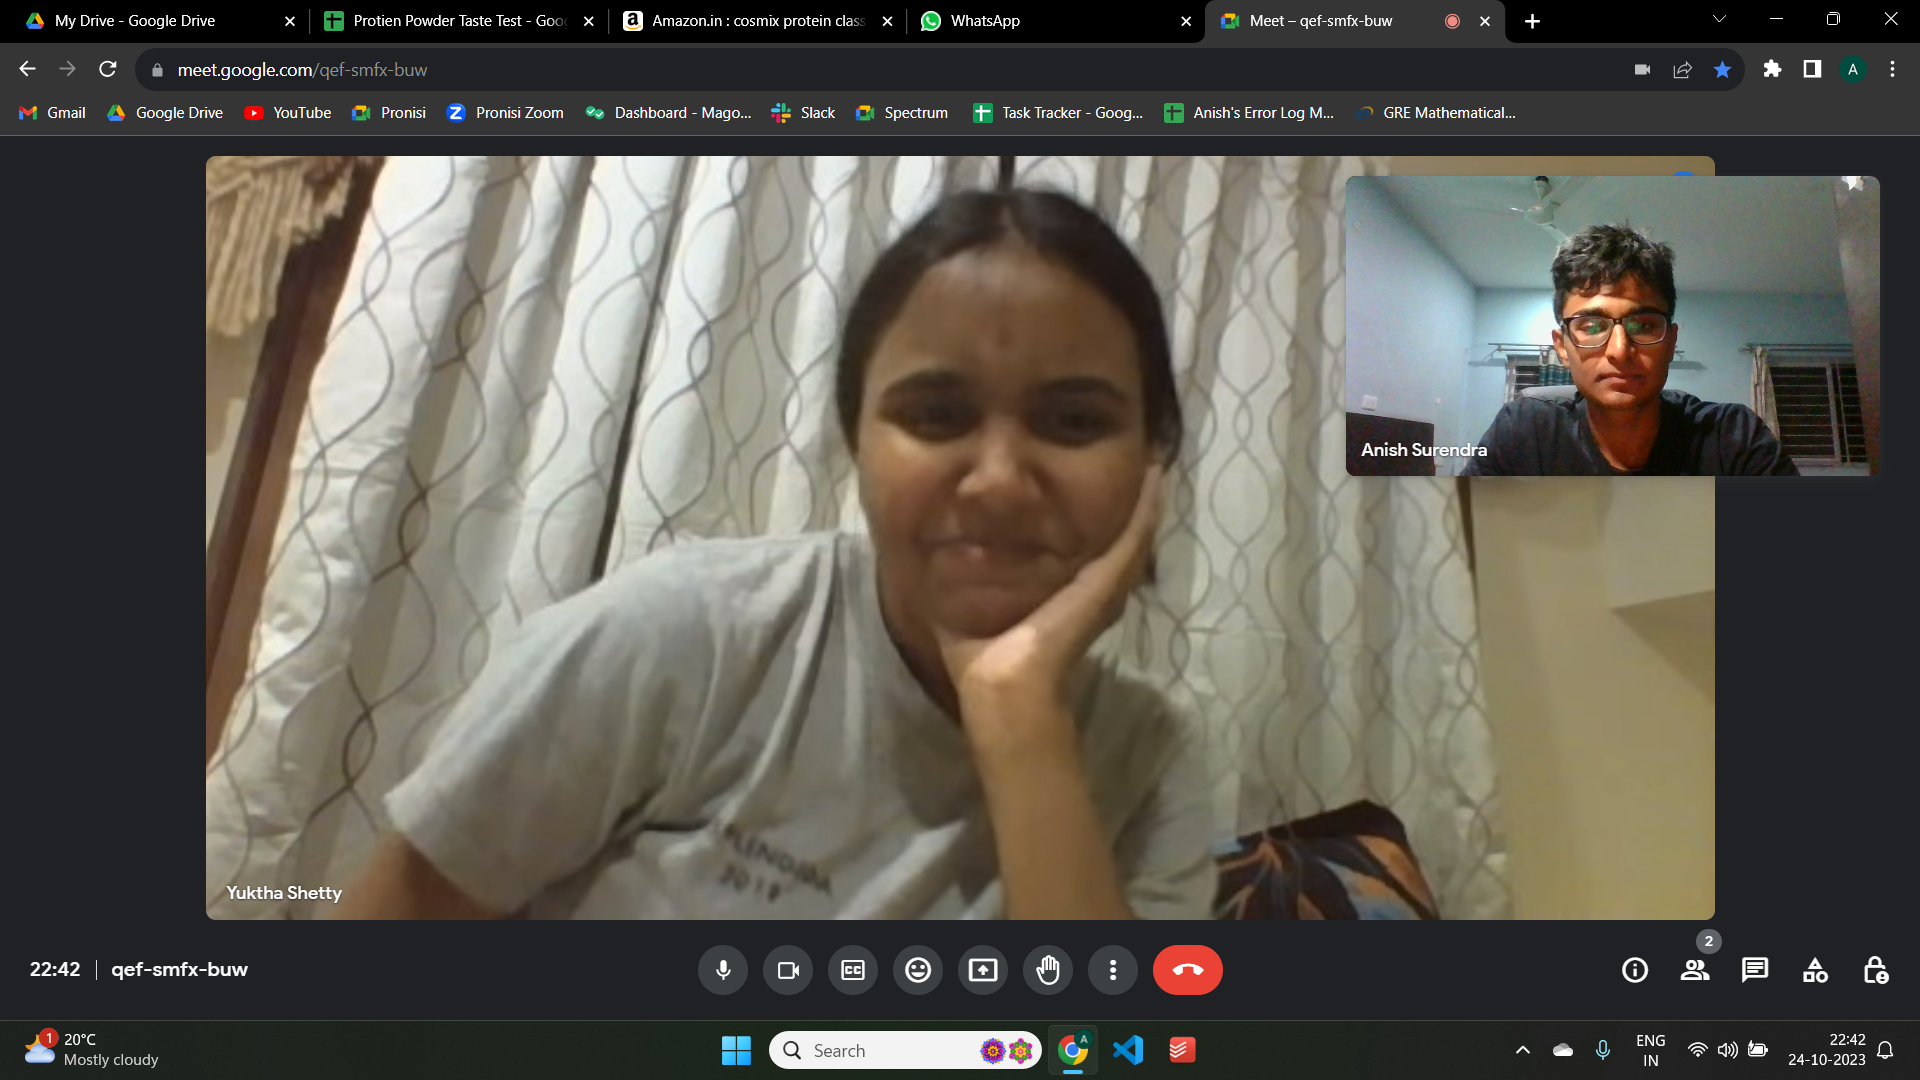 My Drive - Google Drive
Protien Powder Taste Test - Goo
Amazon.in : cosmix protein class
WhatsApp
Meet – qef-smfx-buw
meet.google.com/qef-smfx-buw
A
Gmail
Google Drive
YouTube
Pronisi
Pronisi Zoom
Dashboard - Mago...
Slack
Spectrum
Task Tracker - Goog...
Anish's Error Log M...
GRE Mathematical...
Anish Surendra
2019
Yuktha Shetty
22:42
qef-smfx-buw
CC
2
1
20°C
Mostly cloudy
Search
A
ENG
IN
22:42
24-10-2023